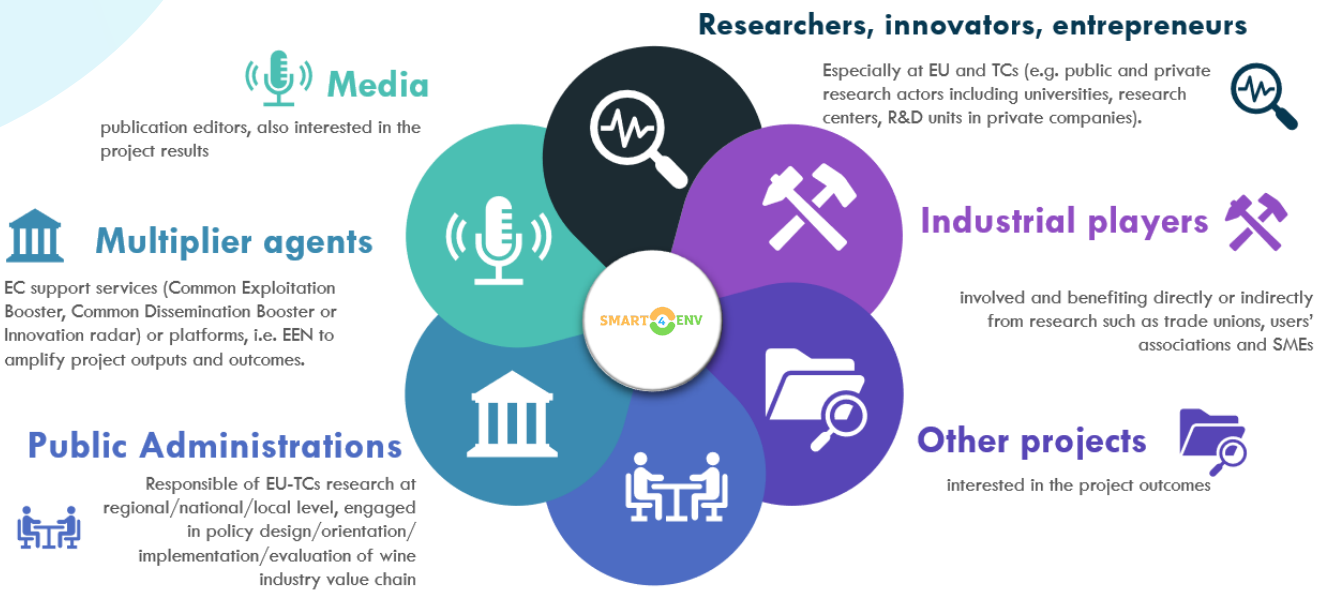 Researchers, innovators, entrepreneurs
Especially at EU and TCs (e.g. public and private
research actors including universities, research
centers, R&D units in private companies).
Media
publication editors, also interested in the
project results
Industrial players
involved and benefiting directly or indirectly
from research such as trade unions, users’
associations and SMEs
Multiplier agents
EC support services (Common Exploitation
Booster, Common Dissemination Booster or
Innovation radar) or platforms, i.e. EEN to
amplify project outputs and outcomes.
SMART 4 ENV
Other projects
interested in the project outcomes
Public Administrations
Responsible of EU-TCs research at
regional/national/local level, engaged
in policy design/orientation/
implementation/evaluation of wine
industry value chain